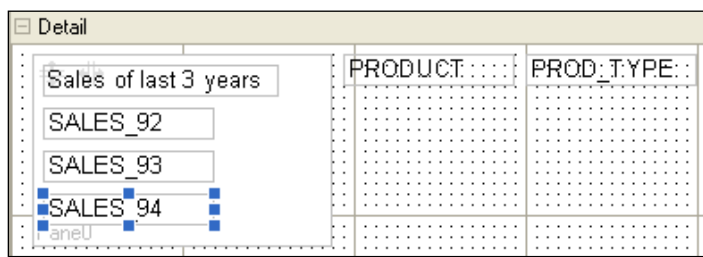 Detail
Sales of last 3 years
PRODUCT
PROD_TYPE
SALES_92
SALES_93
SALES_94